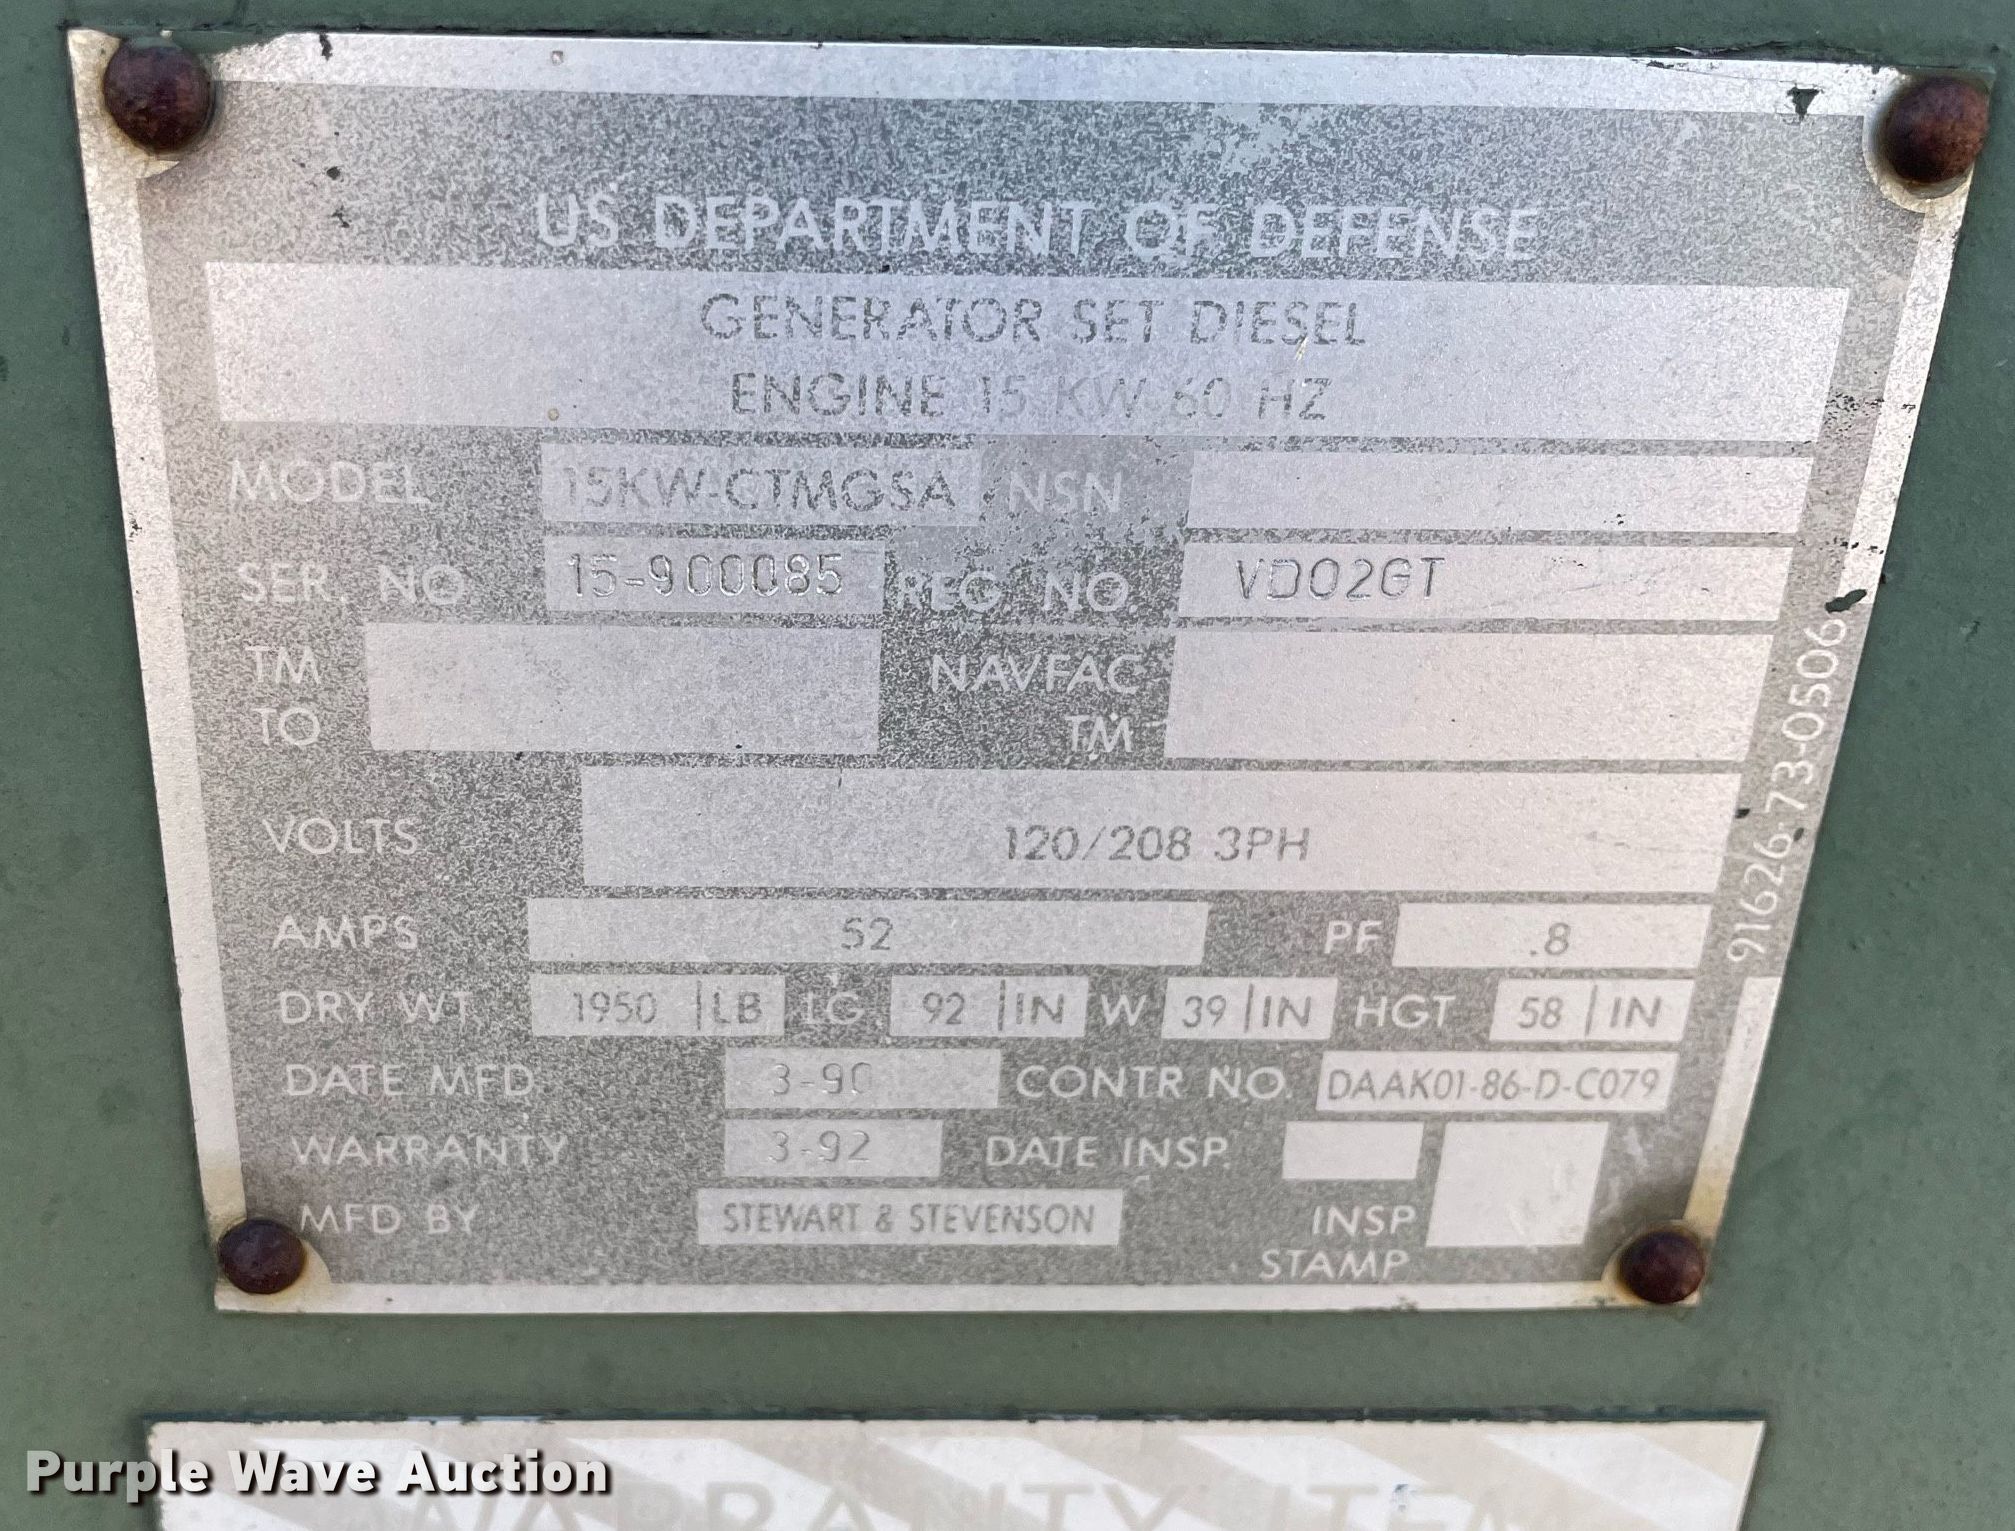 US DEPARTMENT OF DEFENSE
GENERATOR SET DIESEL
ENGINE 15 KW 60 HZ
MODEL 15KW-CTMGSA NSN
SER. NO 15-900085 REG NO. VD02GT
TM NAVFAC
TO TM
VOLTS 120/208 3PH
AMPS 52 PF .8
DRY WT 1950 LB LG 92 IN W 39 IN HGT 58 IN
DATE MFD 3-90 CONTR NO. DAAK01-86-D-C079
WARRANTY 3-92 DATE INSP.
MFD BY STEWART & STEVENSON INSP
STAMP
91626-73-0506
WARRANTY ITEM
Purple Wave Auction